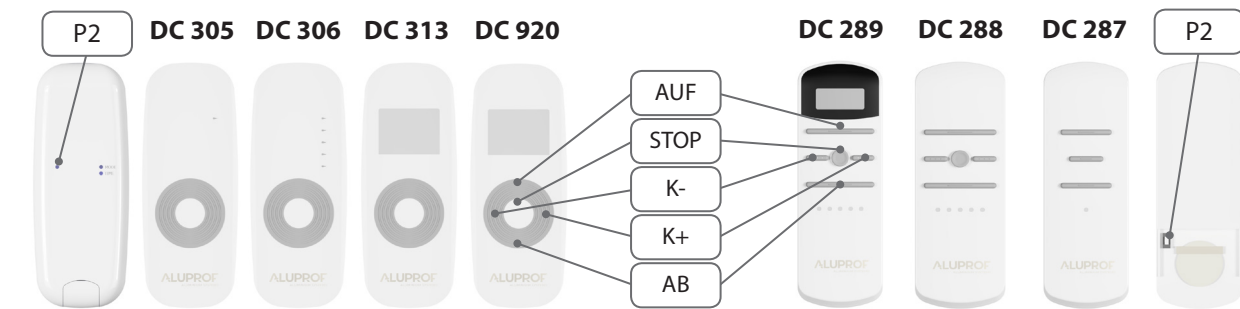 P2 DC 305 DC 306 DC 313 DC 920 DC 289 DC 288 DC 287 P2
AUF
STOP
K-
K+
AB
ALUPROF ALUPROF ALUPROF ALUPROF ALUPROF ALUPROF ALUPROF